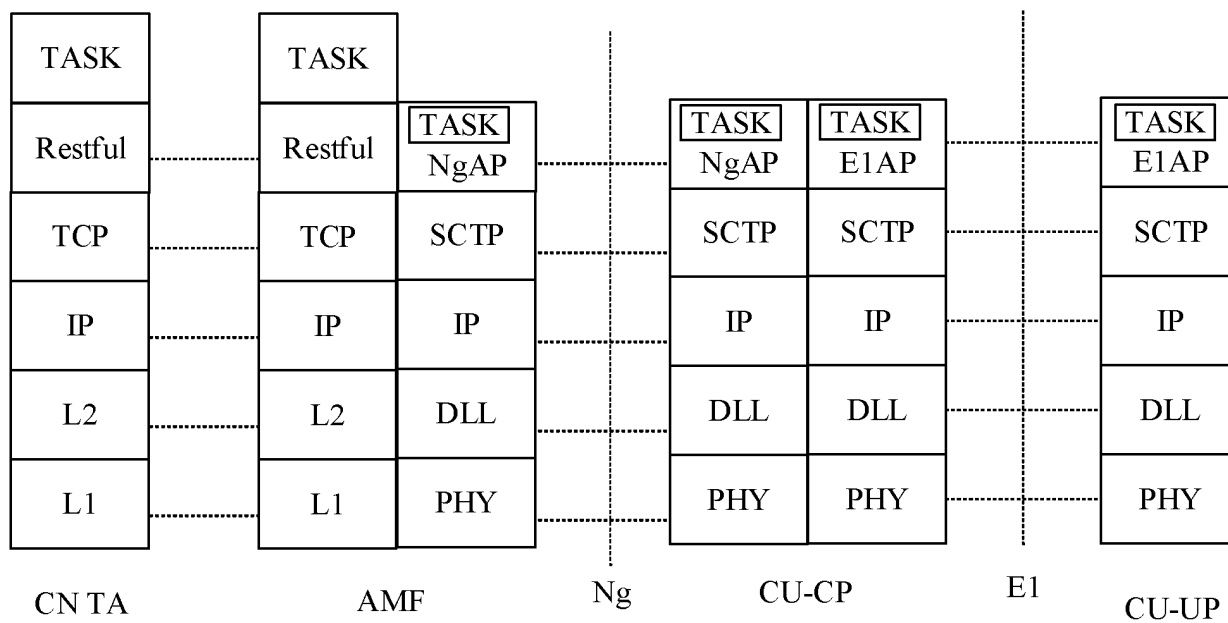 TASK
Restful
TCP
IP
L2
L1
CN TA
TASK
Restful
TCP
IP
L2
L1
TASK
NgAP
SCTP
IP
DLL
PHY
AMF
Ng
TASK
NgAP
SCTP
IP
DLL
PHY
TASK
E1AP
SCTP
IP
DLL
PHY
CU-CP
E1
TASK
E1AP
SCTP
IP
DLL
PHY
CU-UP